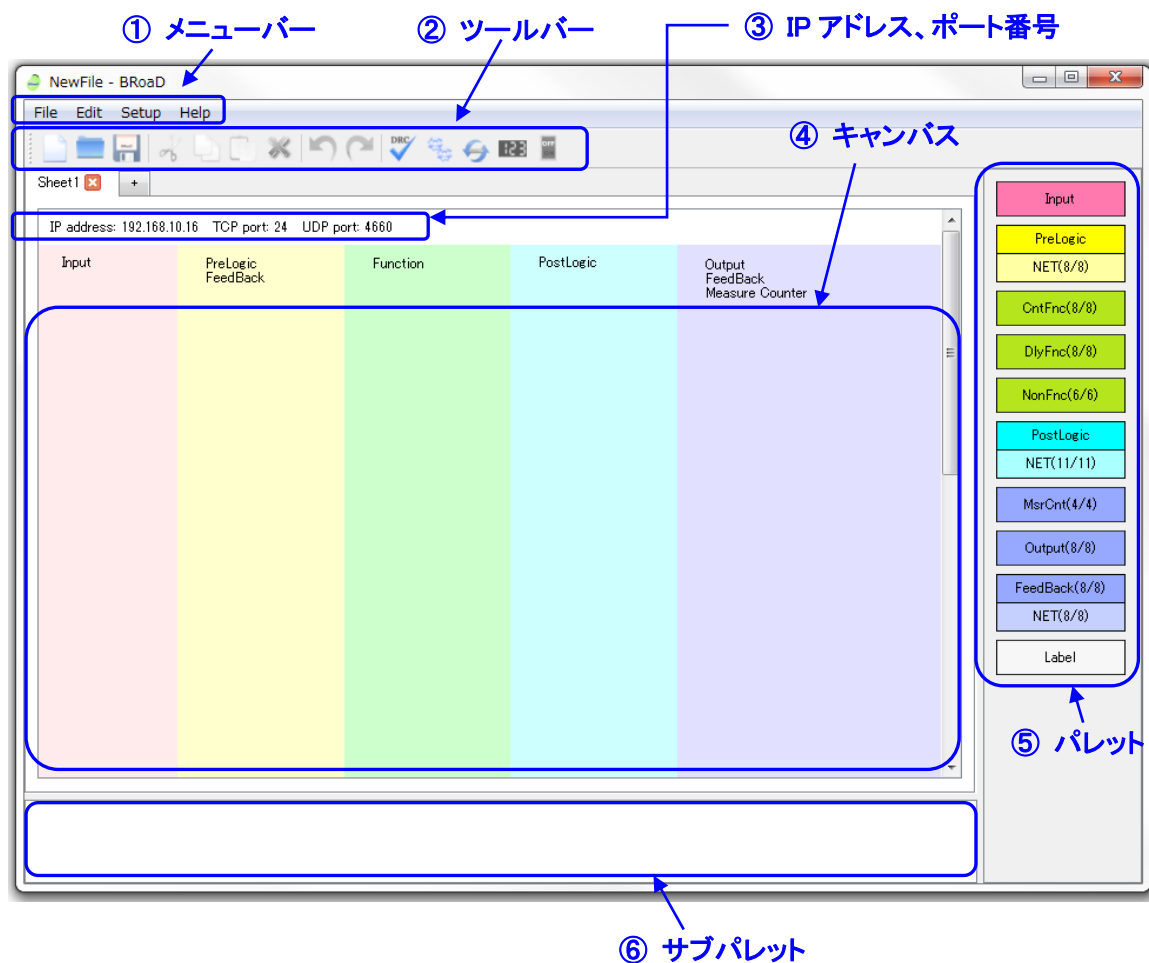 ① メニューバー
② ツールバー
③ IP アドレス、ポート番号
NewFile - BRoaD
File Edit Setup Help
DRC
123
OFF
④ キャンバス
Sheet1
+
IP address: 192.168.10.16 TCP port: 24 UDP port: 4660
Input
PreLogic
FeedBack
Function
PostLogic
Output
FeedBack
Measure Counter
Input
PreLogic
NET(8/8)
CntFnc(8/8)
DlyFnc(8/8)
NonFnc(6/6)
PostLogic
NET(11/11)
MsrCnt(4/4)
Output(8/8)
FeedBack(8/8)
NET(8/8)
Label
⑤ パレット
⑥ サブパレット